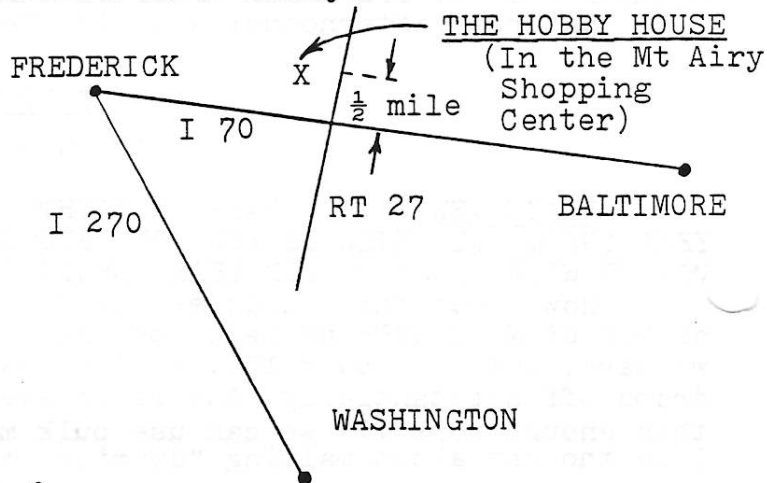 THE HOBBY HOUSE
(In the Mt Airy
Shopping
Center)
FREDERICK
X
½ mile
I 70
RT 27
BALTIMORE
I 270
WASHINGTON